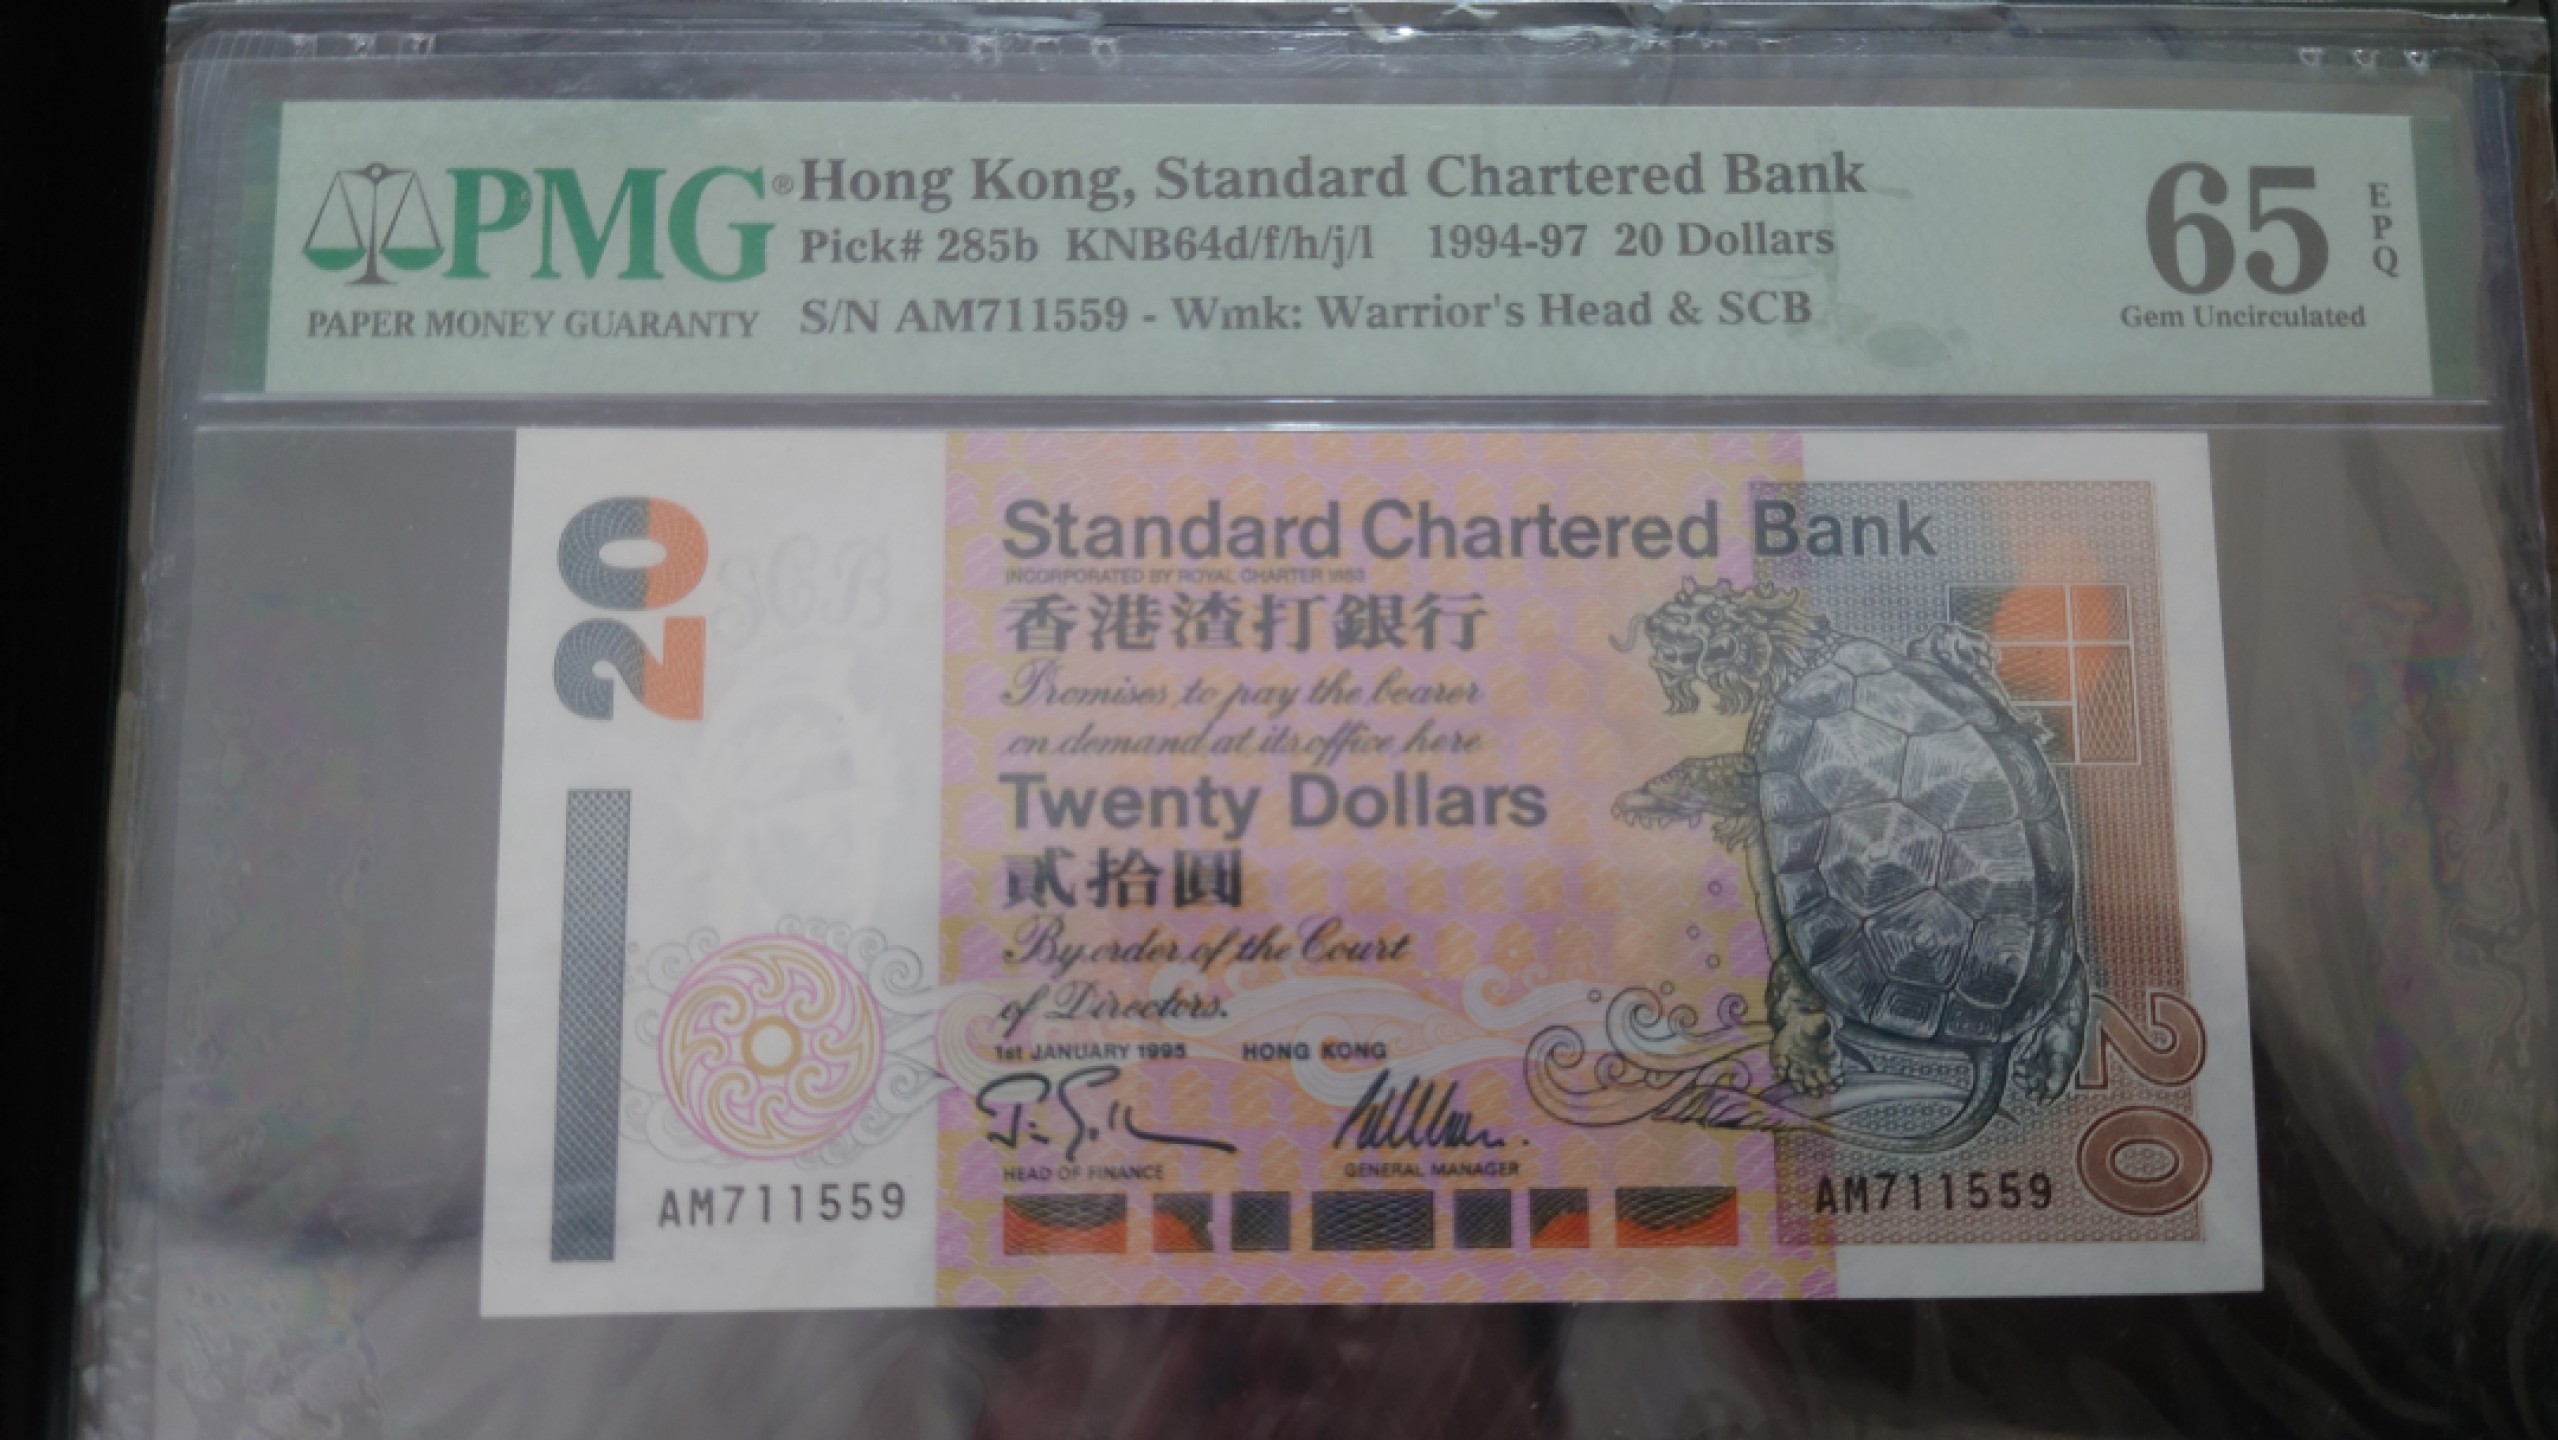 PMG®
PAPER MONEY GUARANTY
Hong Kong, Standard Chartered Bank
Pick# 285b KNB64d/f/h/j/l 1994-97 20 Dollars
S/N AM711559 - Wmk: Warrior's Head & SCB
65
EPQ
Gem Uncirculated
20
SCB
Standard Chartered Bank
INCORPORATED BY ROYAL CHARTER 1853
香港渣打銀行
Promises to pay the bearer
on demand at its office here
Twenty Dollars
貳拾圓
By order of the Court
of Directors.
1st JANUARY 1995 HONG KONG
HEAD OF FINANCE
GENERAL MANAGER
AM711559
AM711559
20